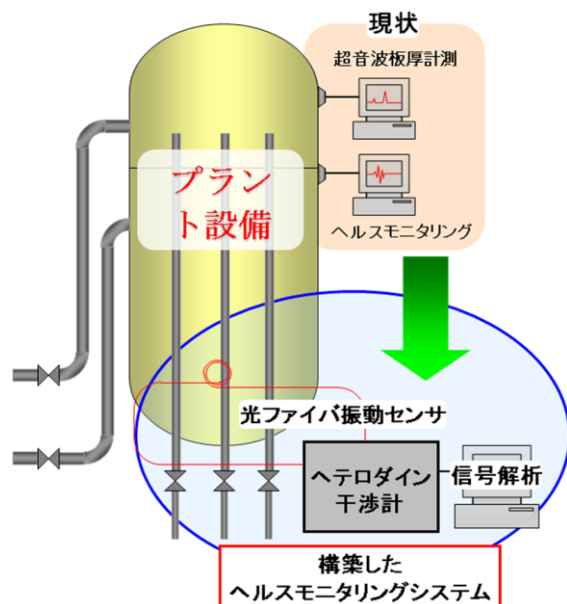 現状
超音波板厚計測
プラン
ト設備
ヘルスモニタリング
光ファイバ振動センサ
ヘテロダイン
干渉計
信号解析
構築した
ヘルスモニタリングシステム